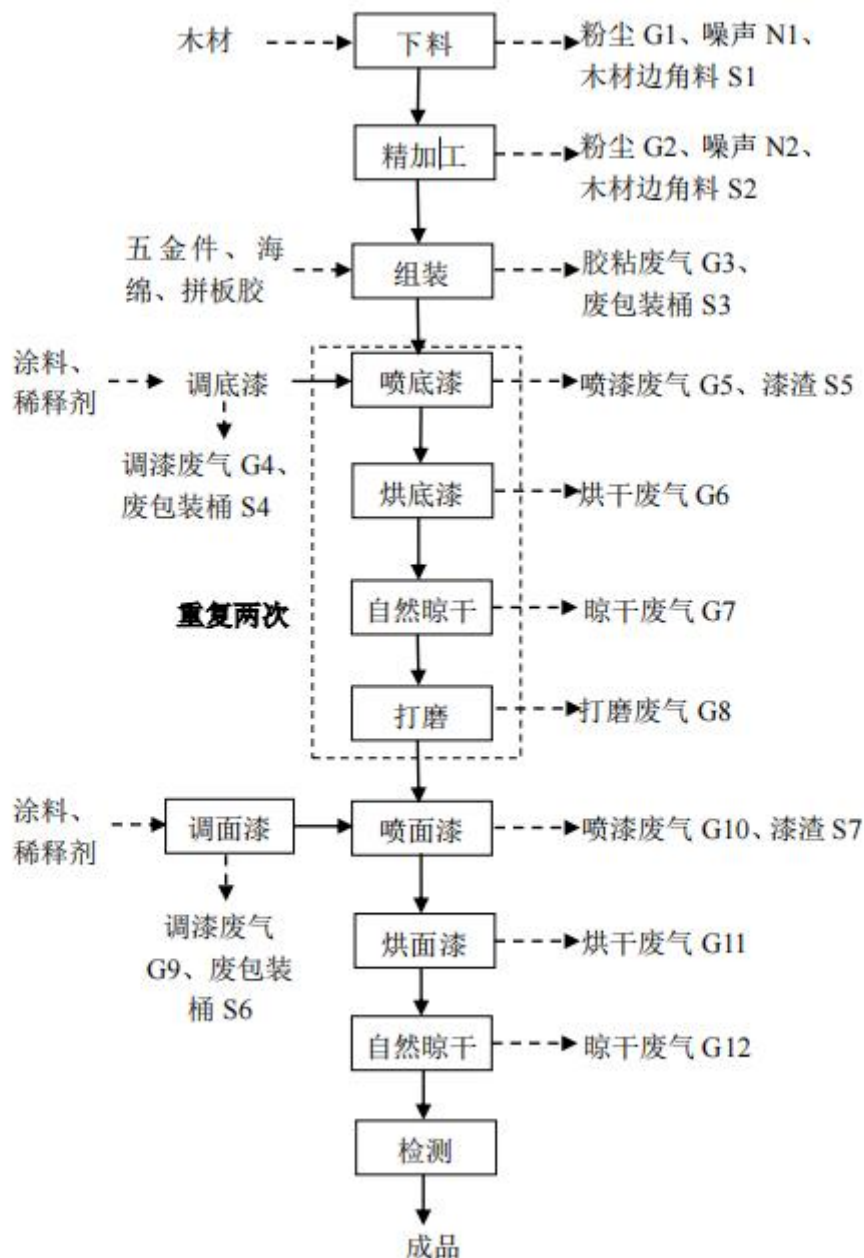 木材
下料
粉尘 G1、噪声 N1、
木材边角料 S1
精加工
粉尘 G2、噪声 N2、
木材边角料 S2
五金件、海
绵、拼板胶
组装
胶粘废气 G3、
废包装桶 S3
涂料、
稀释剂
调底漆
喷底漆
喷漆废气 G5、漆渣 S5
调漆废气 G4、
废包装桶 S4
烘底漆
烘干废气 G6
重复两次
自然晾干
晾干废气 G7
打磨
打磨废气 G8
涂料、
稀释剂
调面漆
喷面漆
喷漆废气 G10、漆渣 S7
调漆废气
G9、废包装
桶 S6
烘面漆
烘干废气 G11
自然晾干
晾干废气 G12
检测
成品